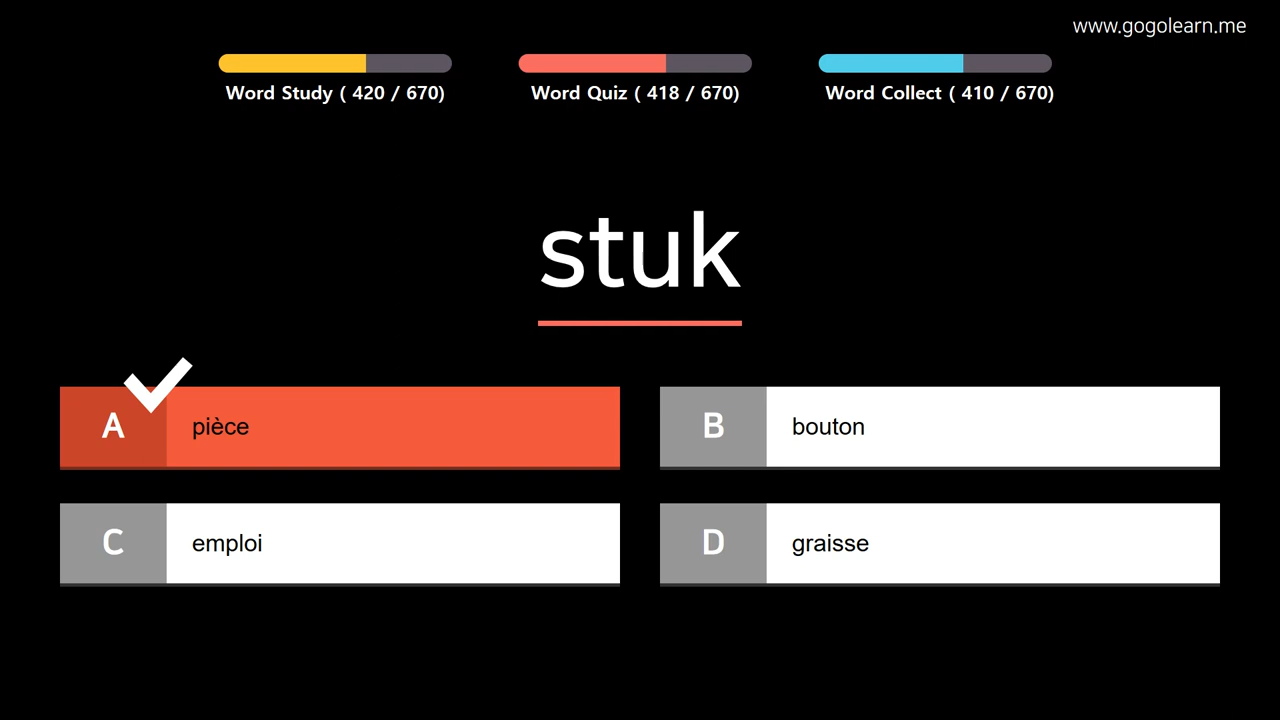 www.gogolearn.me
Word Study ( 420 / 670)
Word Quiz ( 418 / 670)
Word Collect ( 410 / 670)
stuk
A pièce
B bouton
C emploi
D graisse